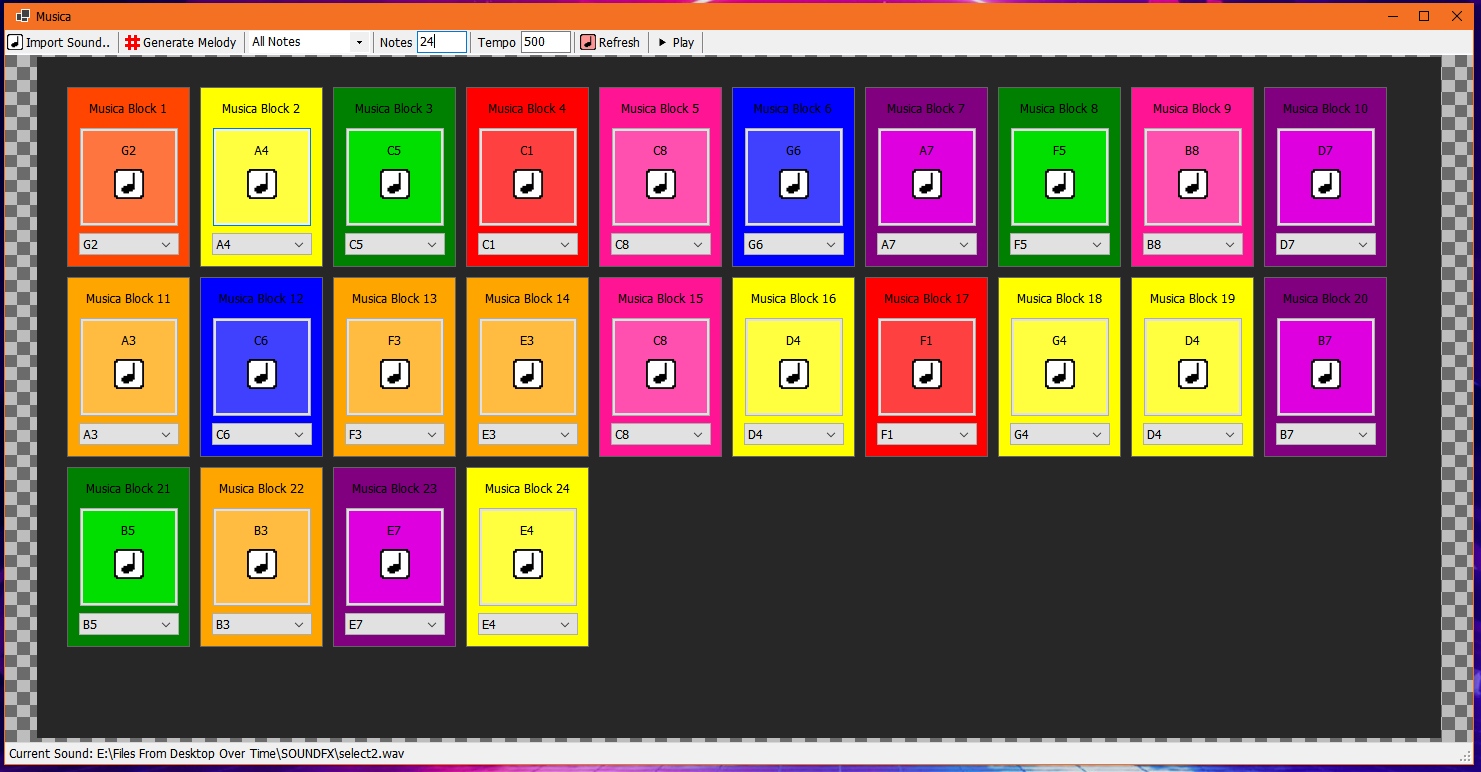 Musica
Import Sound.. Generate Melody All Notes Notes 24 Tempo 500 Refresh Play
Musica Block 1 Musica Block 2 Musica Block 3 Musica Block 4 Musica Block 5 Musica Block 6 Musica Block 7 Musica Block 8 Musica Block 9 Musica Block 10
G2 A4 C5 C1 C8 G6 A7 F5 B8 D7
G2 A4 C5 C1 C8 G6 A7 F5 B8 D7
Musica Block 11 Musica Block 12 Musica Block 13 Musica Block 14 Musica Block 15 Musica Block 16 Musica Block 17 Musica Block 18 Musica Block 19 Musica Block 20
A3 C6 F3 E3 C8 D4 F1 G4 D4 B7
A3 C6 F3 E3 C8 D4 F1 G4 D4 B7
Musica Block 21 Musica Block 22 Musica Block 23 Musica Block 24
B5 B3 E7 E4
B5 B3 E7 E4
Current Sound: E:\Files From Desktop Over Time\SOUNDFX\select2.wav